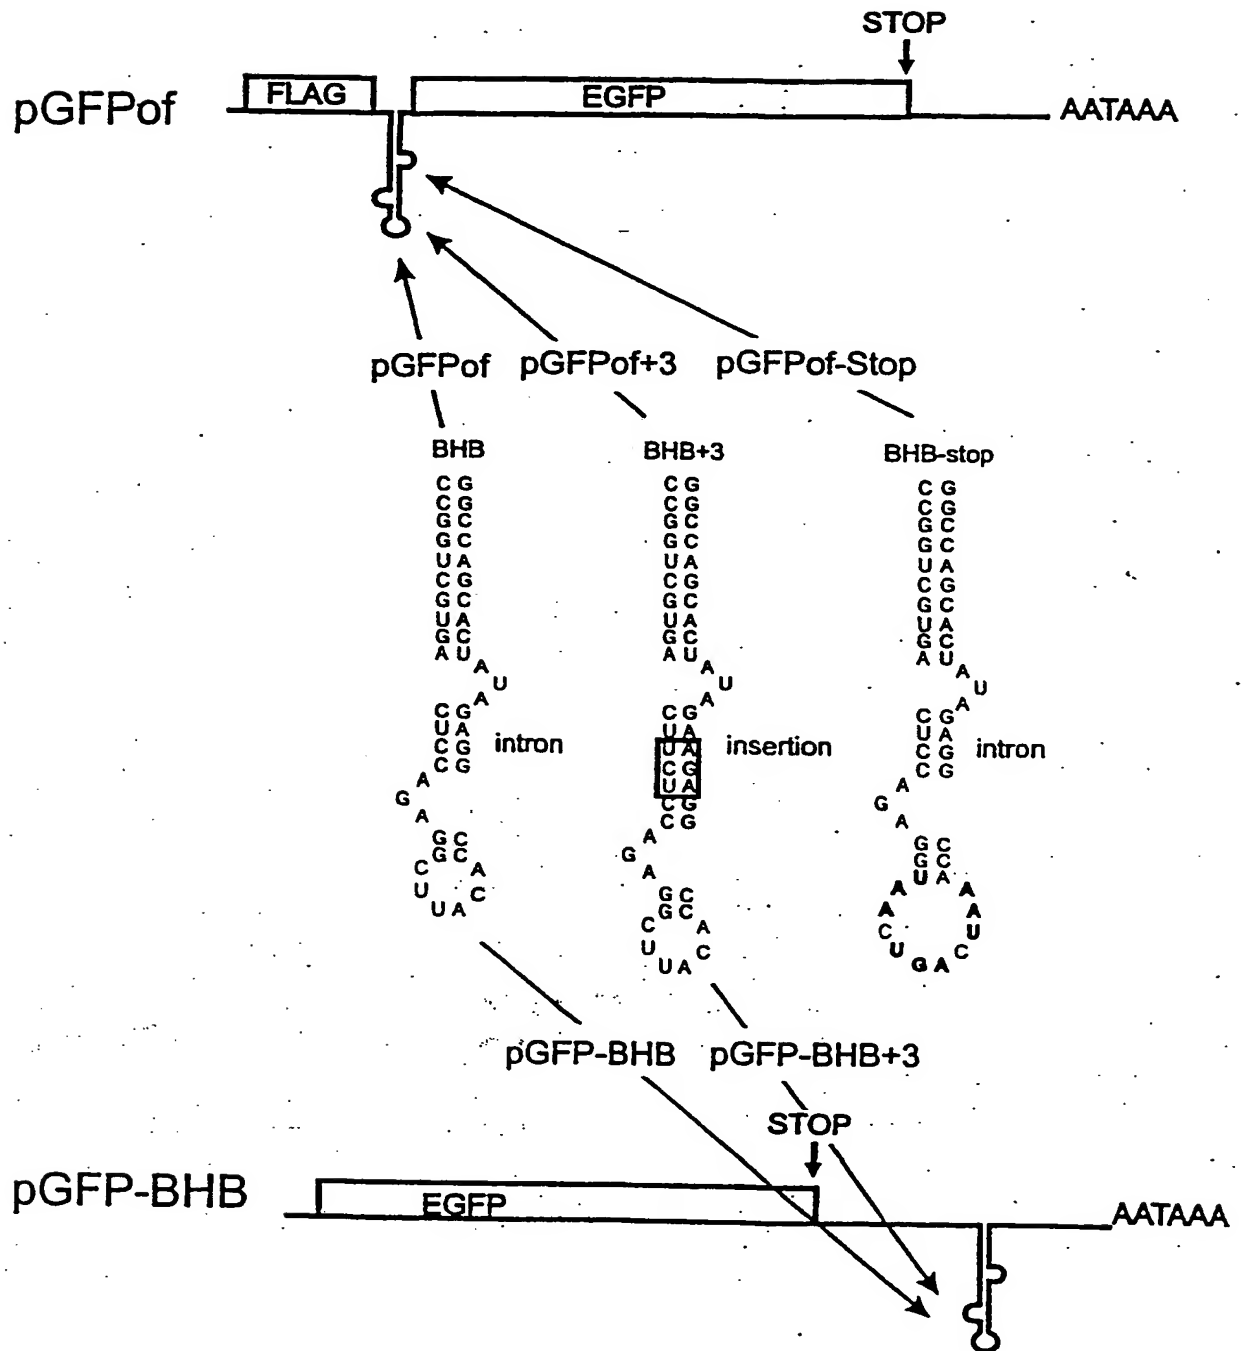 STOP
pGFPof FLAG EGFP AATAAA
pGFPof pGFPof+3 pGFPof-Stop
BHB
C G
C G
G C
G C
U A
C G
G C
U A
G C
A U
A
U
A
C G
U A
C G intron
C G
A
G
A
G C
G C
C A
U C
U A
BHB+3
C G
C G
G C
G C
U A
C G
G C
U A
G C
A U
A
U
A
C G
U A
U A insertion
C G
U A
C G
C G
A
G
A
G C
G C
C A
U C
U A
BHB-stop
C G
C G
G C
G C
U A
C G
G C
U A
G C
A U
A
U
A
C G
U A
C G intron
C G
A
G
A
G C
G C
U A
A A
A A
C U
U C
G A
pGFP-BHB pGFP-BHB+3
STOP
pGFP-BHB EGFP AATAAA